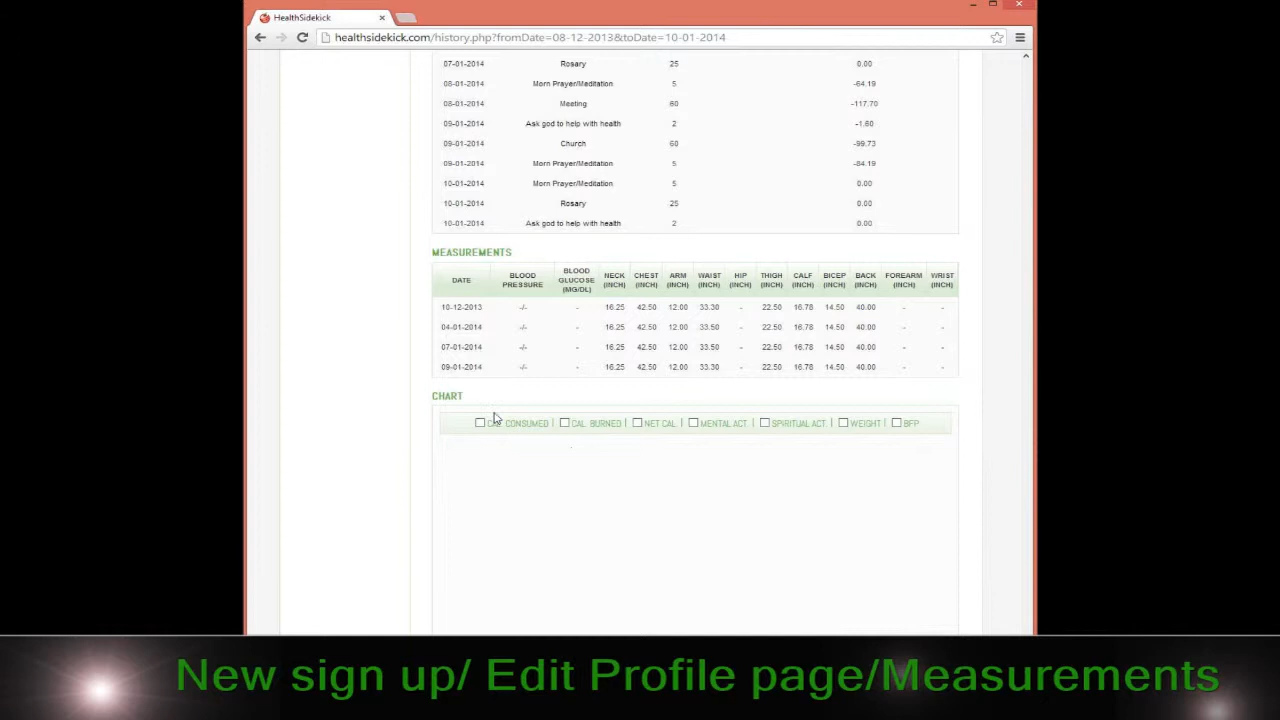 HealthSidekick
healthsidekick.com/history.php?fromDate=08-12-2013&toDate=10-01-2014
07-01-2014 Rosary 25 0.00
08-01-2014 Morn Prayer/Meditation 5 -64.19
08-01-2014 Meeting 60 -117.70
09-01-2014 Ask god to help with health 2 -1.60
09-01-2014 Church 60 -99.73
09-01-2014 Morn Prayer/Meditation 5 -84.19
10-01-2014 Morn Prayer/Meditation 5 0.00
10-01-2014 Rosary 25 0.00
10-01-2014 Ask god to help with health 2 0.00
MEASUREMENTS
DATE BLOOD PRESSURE BLOOD GLUCOSE (MG/DL) NECK (INCH) CHEST (INCH) ARM (INCH) WAIST (INCH) HIP (INCH) THIGH (INCH) CALF (INCH) BICEP (INCH) BACK (INCH) FOREARM (INCH) WRIST (INCH)
10-12-2013 -/- - 16.25 42.50 12.00 33.30 - 22.50 16.78 14.50 40.00 - -
04-01-2014 -/- - 16.25 42.50 12.00 33.50 - 22.50 16.78 14.50 40.00 - -
07-01-2014 -/- - 16.25 42.50 12.00 33.50 - 22.50 16.78 14.50 40.00 - -
09-01-2014 -/- - 16.25 42.50 12.00 33.30 - 22.50 16.78 14.50 40.00 - -
CHART
CONSUMED | CAL BURNED | NET CAL. | MENTAL ACT. | SPIRITUAL ACT. | WEIGHT | BFP
New sign up/ Edit Profile page/Measurements